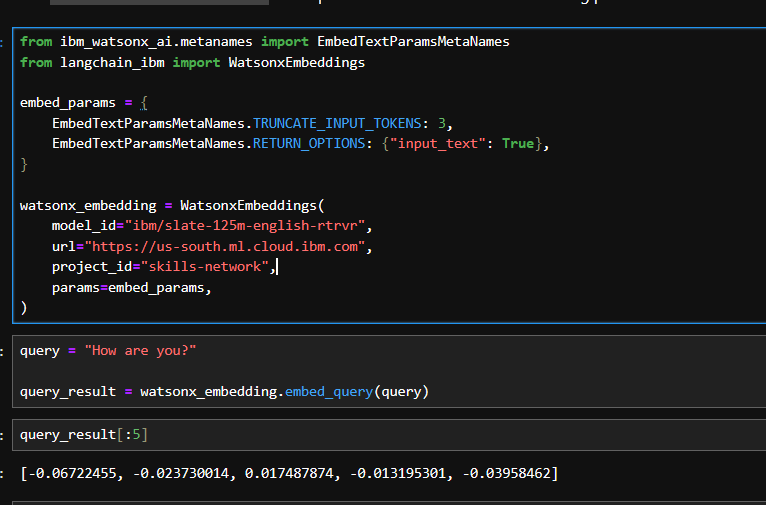 from ibm_watsonx_ai.metanames import EmbedTextParamsMetaNames
from langchain_ibm import WatsonxEmbeddings

embed_params = {
    EmbedTextParamsMetaNames.TRUNCATE_INPUT_TOKENS: 3,
    EmbedTextParamsMetaNames.RETURN_OPTIONS: {"input_text": True},
}

watsonx_embedding = WatsonxEmbeddings(
    model_id="ibm/slate-125m-english-rtrvr",
    url="https://us-south.ml.cloud.ibm.com",
    project_id="skills-network",
    params=embed_params,
)
query = "How are you?"

query_result = watsonx_embedding.embed_query(query)
query_result[:5]
[-0.06722455, -0.023730014, 0.017487874, -0.013195301, -0.03958462]